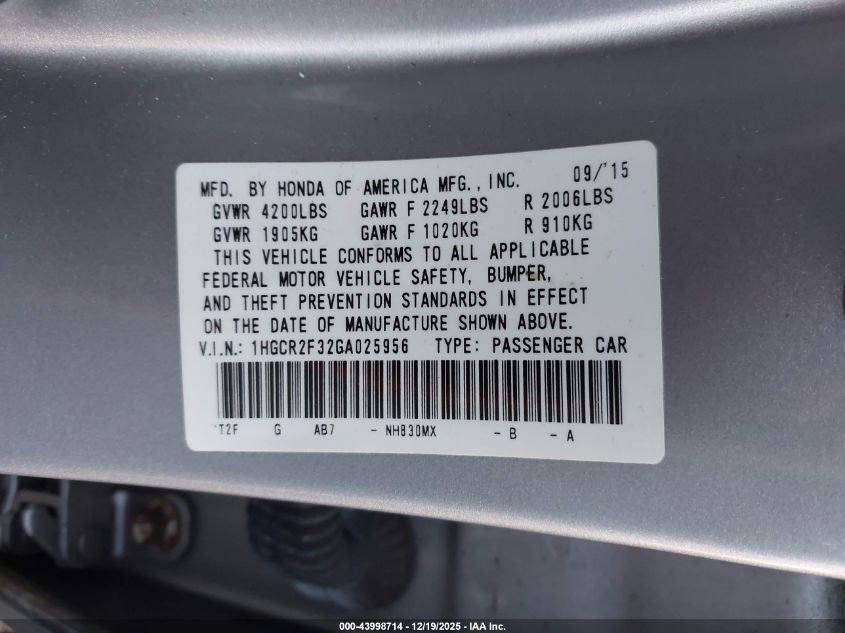 MFD. BY HONDA OF AMERICA MFG., INC. 09/'15
GVWR 4200LBS GAWR F 2249LBS R 2006LBS
GVWR 1905KG GAWR F 1020KG R 910KG
THIS VEHICLE CONFORMS TO ALL APPLICABLE
FEDERAL MOTOR VEHICLE SAFETY, BUMPER,
AND THEFT PREVENTION STANDARDS IN EFFECT
ON THE DATE OF MANUFACTURE SHOWN ABOVE.
V.I.N.: 1HGCR2F32GA025956 TYPE: PASSENGER CAR
T2F G AB7 - NH830MX - B - A
000-43998714 - 12/19/2025 - IAA Inc.